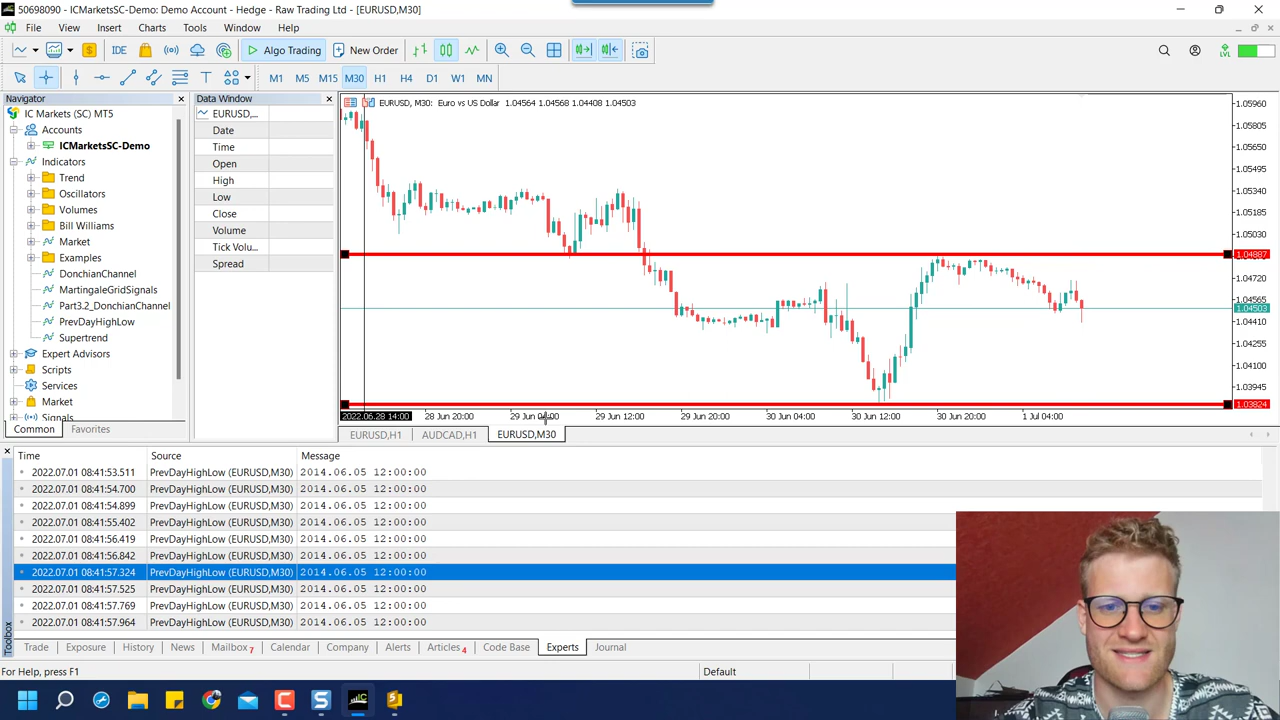 50698090 - ICMarketsSC-Demo: Demo Account - Hedge - Raw Trading Ltd - [EURUSD,M30]
File View Insert Charts Tools Window Help
IDE Algo Trading New Order LVL
M1 M5 M15 M30 H1 H4 D1 W1 MN
Navigator
IC Markets (SC) MT5
Accounts
ICMarketsSC-Demo
Indicators
Trend
Oscillators
Volumes
Bill Williams
Market
Examples
DonchianChannel
MartingaleGridSignals
Part3.2_DonchianChannel
PrevDayHighLow
Supertrend
Expert Advisors
Scripts
Services
Market
Signals
Common Favorites
Data Window
EURUSD,...
Date
Time
Open
High
Low
Close
Volume
Tick Volu...
Spread
EURUSD, M30: Euro vs US Dollar 1.04564 1.04568 1.04408 1.04503
1.05960
1.05805
1.05650
1.05495
1.05340
1.05185
1.05030
1.04887
1.04720
1.04565
1.04503
1.04410
1.04255
1.04100
1.03945
1.03824
2022.06.28 14:00 28 Jun 20:00 29 Jun 04:00 29 Jun 12:00 29 Jun 20:00 30 Jun 04:00 30 Jun 12:00 30 Jun 20:00 1 Jul 04:00
EURUSD,H1 AUDCAD,H1 EURUSD,M30
Time Source Message
2022.07.01 08:41:53.511 PrevDayHighLow (EURUSD,M30) 2014.06.05 12:00:00
2022.07.01 08:41:54.700 PrevDayHighLow (EURUSD,M30) 2014.06.05 12:00:00
2022.07.01 08:41:54.899 PrevDayHighLow (EURUSD,M30) 2014.06.05 12:00:00
2022.07.01 08:41:55.402 PrevDayHighLow (EURUSD,M30) 2014.06.05 12:00:00
2022.07.01 08:41:56.419 PrevDayHighLow (EURUSD,M30) 2014.06.05 12:00:00
2022.07.01 08:41:56.842 PrevDayHighLow (EURUSD,M30) 2014.06.05 12:00:00
2022.07.01 08:41:57.324 PrevDayHighLow (EURUSD,M30) 2014.06.05 12:00:00
2022.07.01 08:41:57.525 PrevDayHighLow (EURUSD,M30) 2014.06.05 12:00:00
2022.07.01 08:41:57.769 PrevDayHighLow (EURUSD,M30) 2014.06.05 12:00:00
2022.07.01 08:41:57.964 PrevDayHighLow (EURUSD,M30) 2014.06.05 12:00:00
Toolbox
Trade Exposure History News Mailbox 7 Calendar Company Alerts Articles 4 Code Base Experts Journal
For Help, press F1 Default